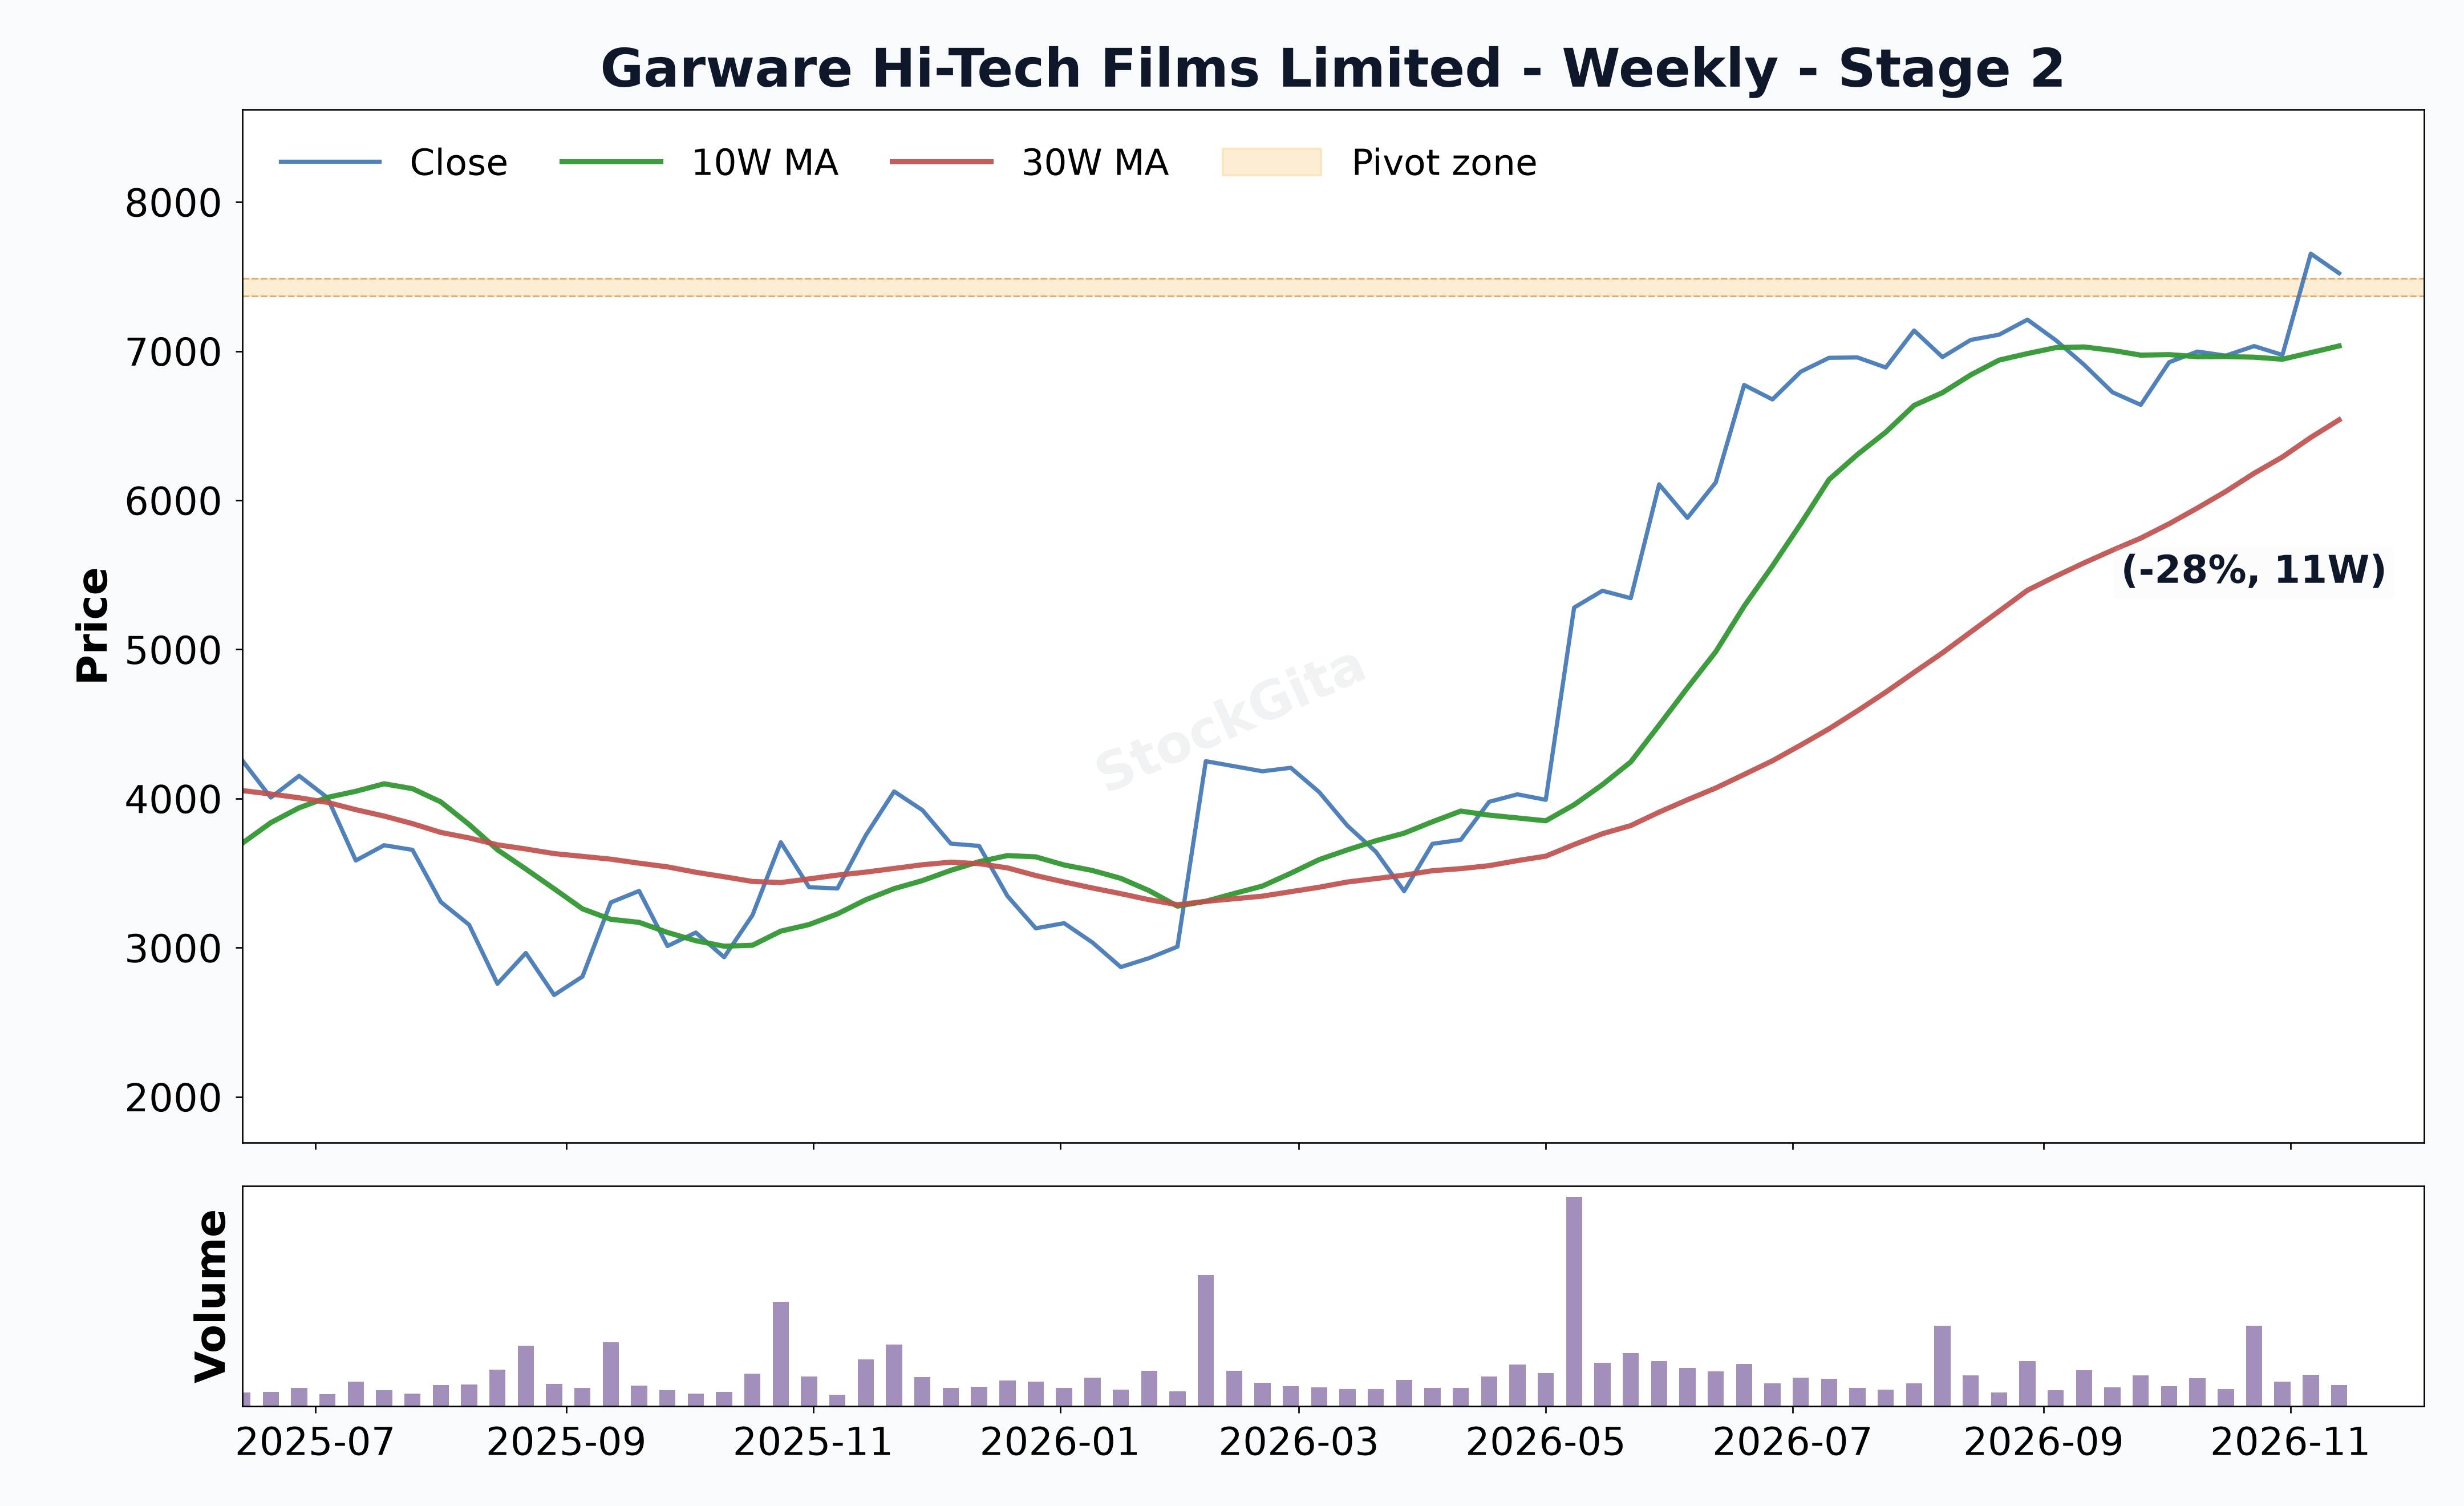 Garware Hi-Tech Films Limited - Weekly - Stage 2
Close 10W MA 30W MA Pivot zone
8000
7000
6000
5000
4000
3000
2000
Price
(-28%, 11W)
StockGita
Volume
2025-07 2025-09 2025-11 2026-01 2026-03 2026-05 2026-07 2026-09 2026-11